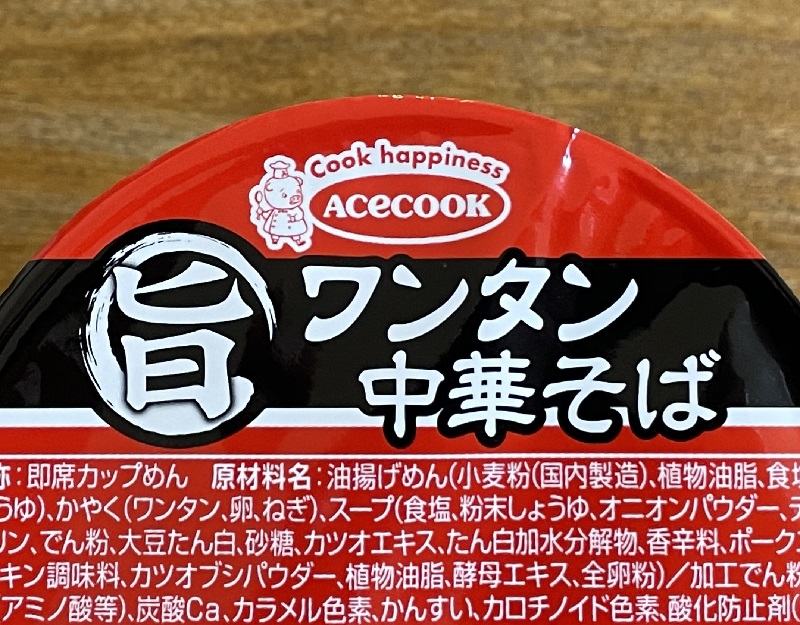 Cook happiness
ACECOOK
旨 ワンタン
中華そば
称:即席カップめん 原材料名:油揚げめん(小麦粉(国内製造)、植物油脂、食塩
うゆ)、かやく(ワンタン、卵、ねぎ)、スープ(食塩、粉末しょうゆ、オニオンパウダー、デ
リン、でん粉、大豆たん白、砂糖、カツオエキス、たん白加水分解物、香辛料、ポークエ
キン調味料、カツオブシパウダー、植物油脂、酵母エキス、全卵粉)/加工でん粉
アミノ酸等)、炭酸Ca、カラメル色素、かんすい、カロチノイド色素、酸化防止剤(